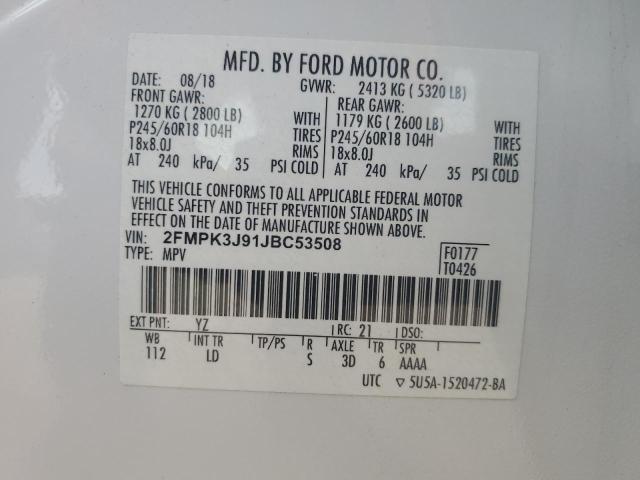 MFD. BY FORD MOTOR CO.
DATE: 08/18 GVWR: 2413 KG ( 5320 LB)
FRONT GAWR: REAR GAWR:
1270 KG ( 2800 LB) WITH 1179 KG ( 2600 LB) WITH
P245/60R18 104H TIRES P245/60R18 104H TIRES
18x8.0J RIMS 18x8.0J RIMS
AT 240 kPa/ 35 PSI COLD AT 240 kPa/ 35 PSI COLD
THIS VEHICLE CONFORMS TO ALL APPLICABLE FEDERAL MOTOR
VEHICLE SAFETY AND THEFT PREVENTION STANDARDS IN
EFFECT ON THE DATE OF MANUFACTURE SHOWN ABOVE.
VIN: 2FMPK3J91JBC53508 F0177
TYPE: MPV T0426
EXT PNT: YZ RC: 21 DSO:
WB INT TR TP/PS R AXLE TR SPR
112 LD S 3D 6 AAAA
UTC ▽ 5U5A-1520472-BA